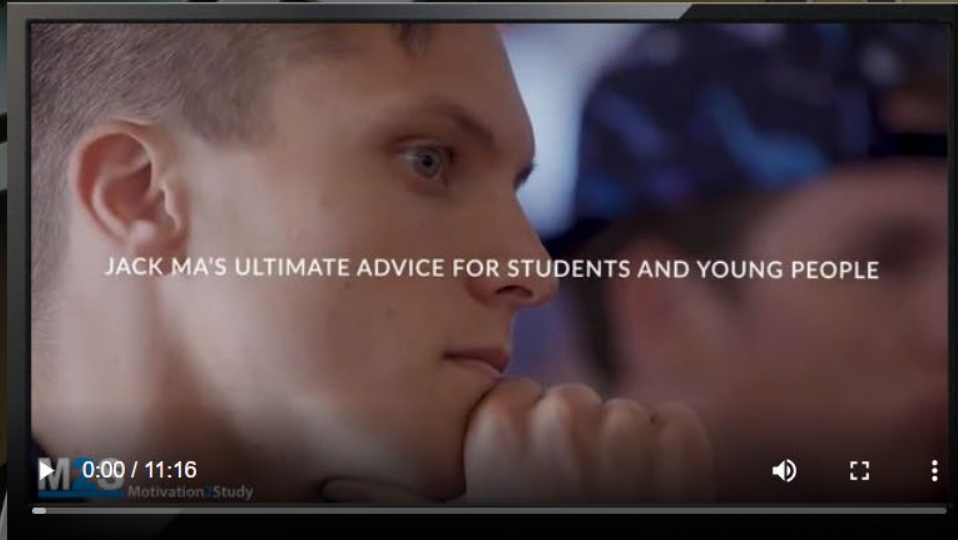 JACK MA'S ULTIMATE ADVICE FOR STUDENTS AND YOUNG PEOPLE
M2S
0:00 / 11:16
Motivation2Study